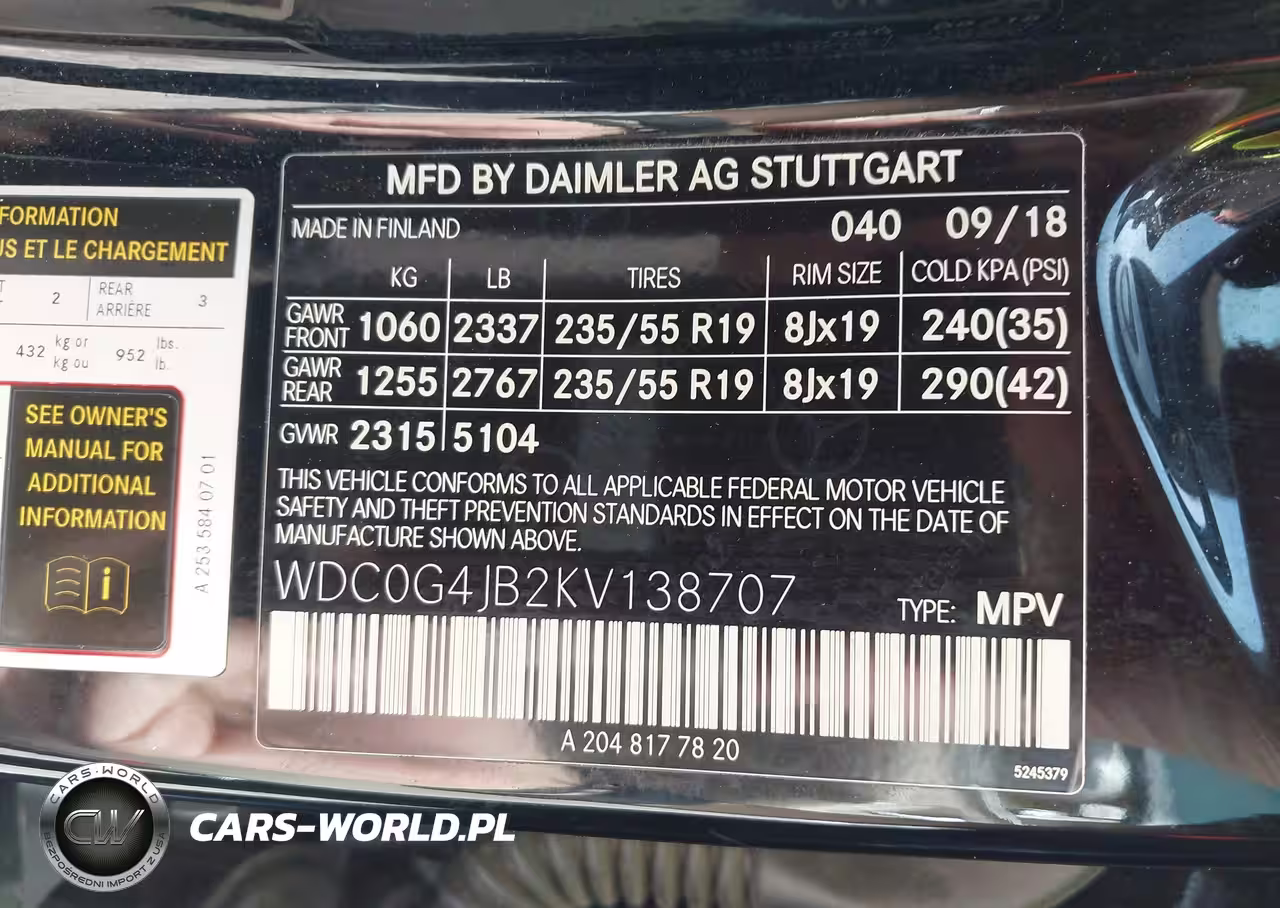 FORMATION
US ET LE CHARGEMENT
2 REAR ARRIÈRE 3
432 kg or kg ou 952 lbs. lb.
SEE OWNER'S
MANUAL FOR
ADDITIONAL
INFORMATION
A 253 584 07 01
MFD BY DAIMLER AG STUTTGART
MADE IN FINLAND 040 09/18
KG LB TIRES RIM SIZE COLD KPA(PSI)
GAWR FRONT 1060 2337 235/55 R19 8Jx19 240(35)
GAWR REAR 1255 2767 235/55 R19 8Jx19 290(42)
GVWR 2315 5104
THIS VEHICLE CONFORMS TO ALL APPLICABLE FEDERAL MOTOR VEHICLE
SAFETY AND THEFT PREVENTION STANDARDS IN EFFECT ON THE DATE OF
MANUFACTURE SHOWN ABOVE.
WDC0G4JB2KV138707 TYPE: MPV
A 204 817 78 20
5245379
CARS-WORLD
CW
BEZPOŚREDNI IMPORT Z USA
CARS-WORLD.PL